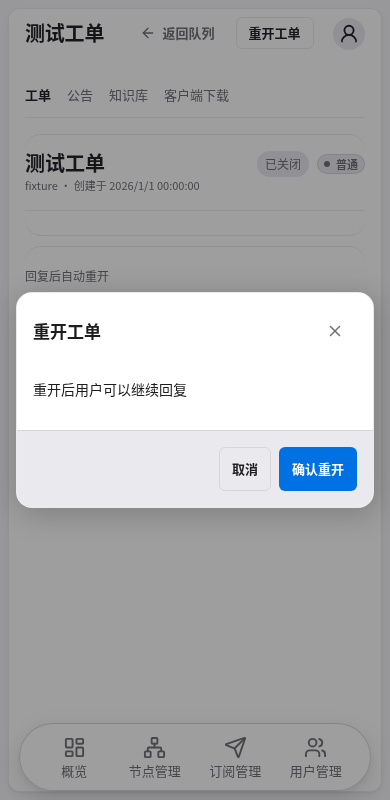 测试工单 返回队列 重开工单
工单 公告 知识库 客户端下载
测试工单 已关闭 普通
fixture · 创建于 2026/1/1 00:00:00
回复后自动重开
重开工单
重开后用户可以继续回复
取消 确认重开
概览 节点管理 订阅管理 用户管理